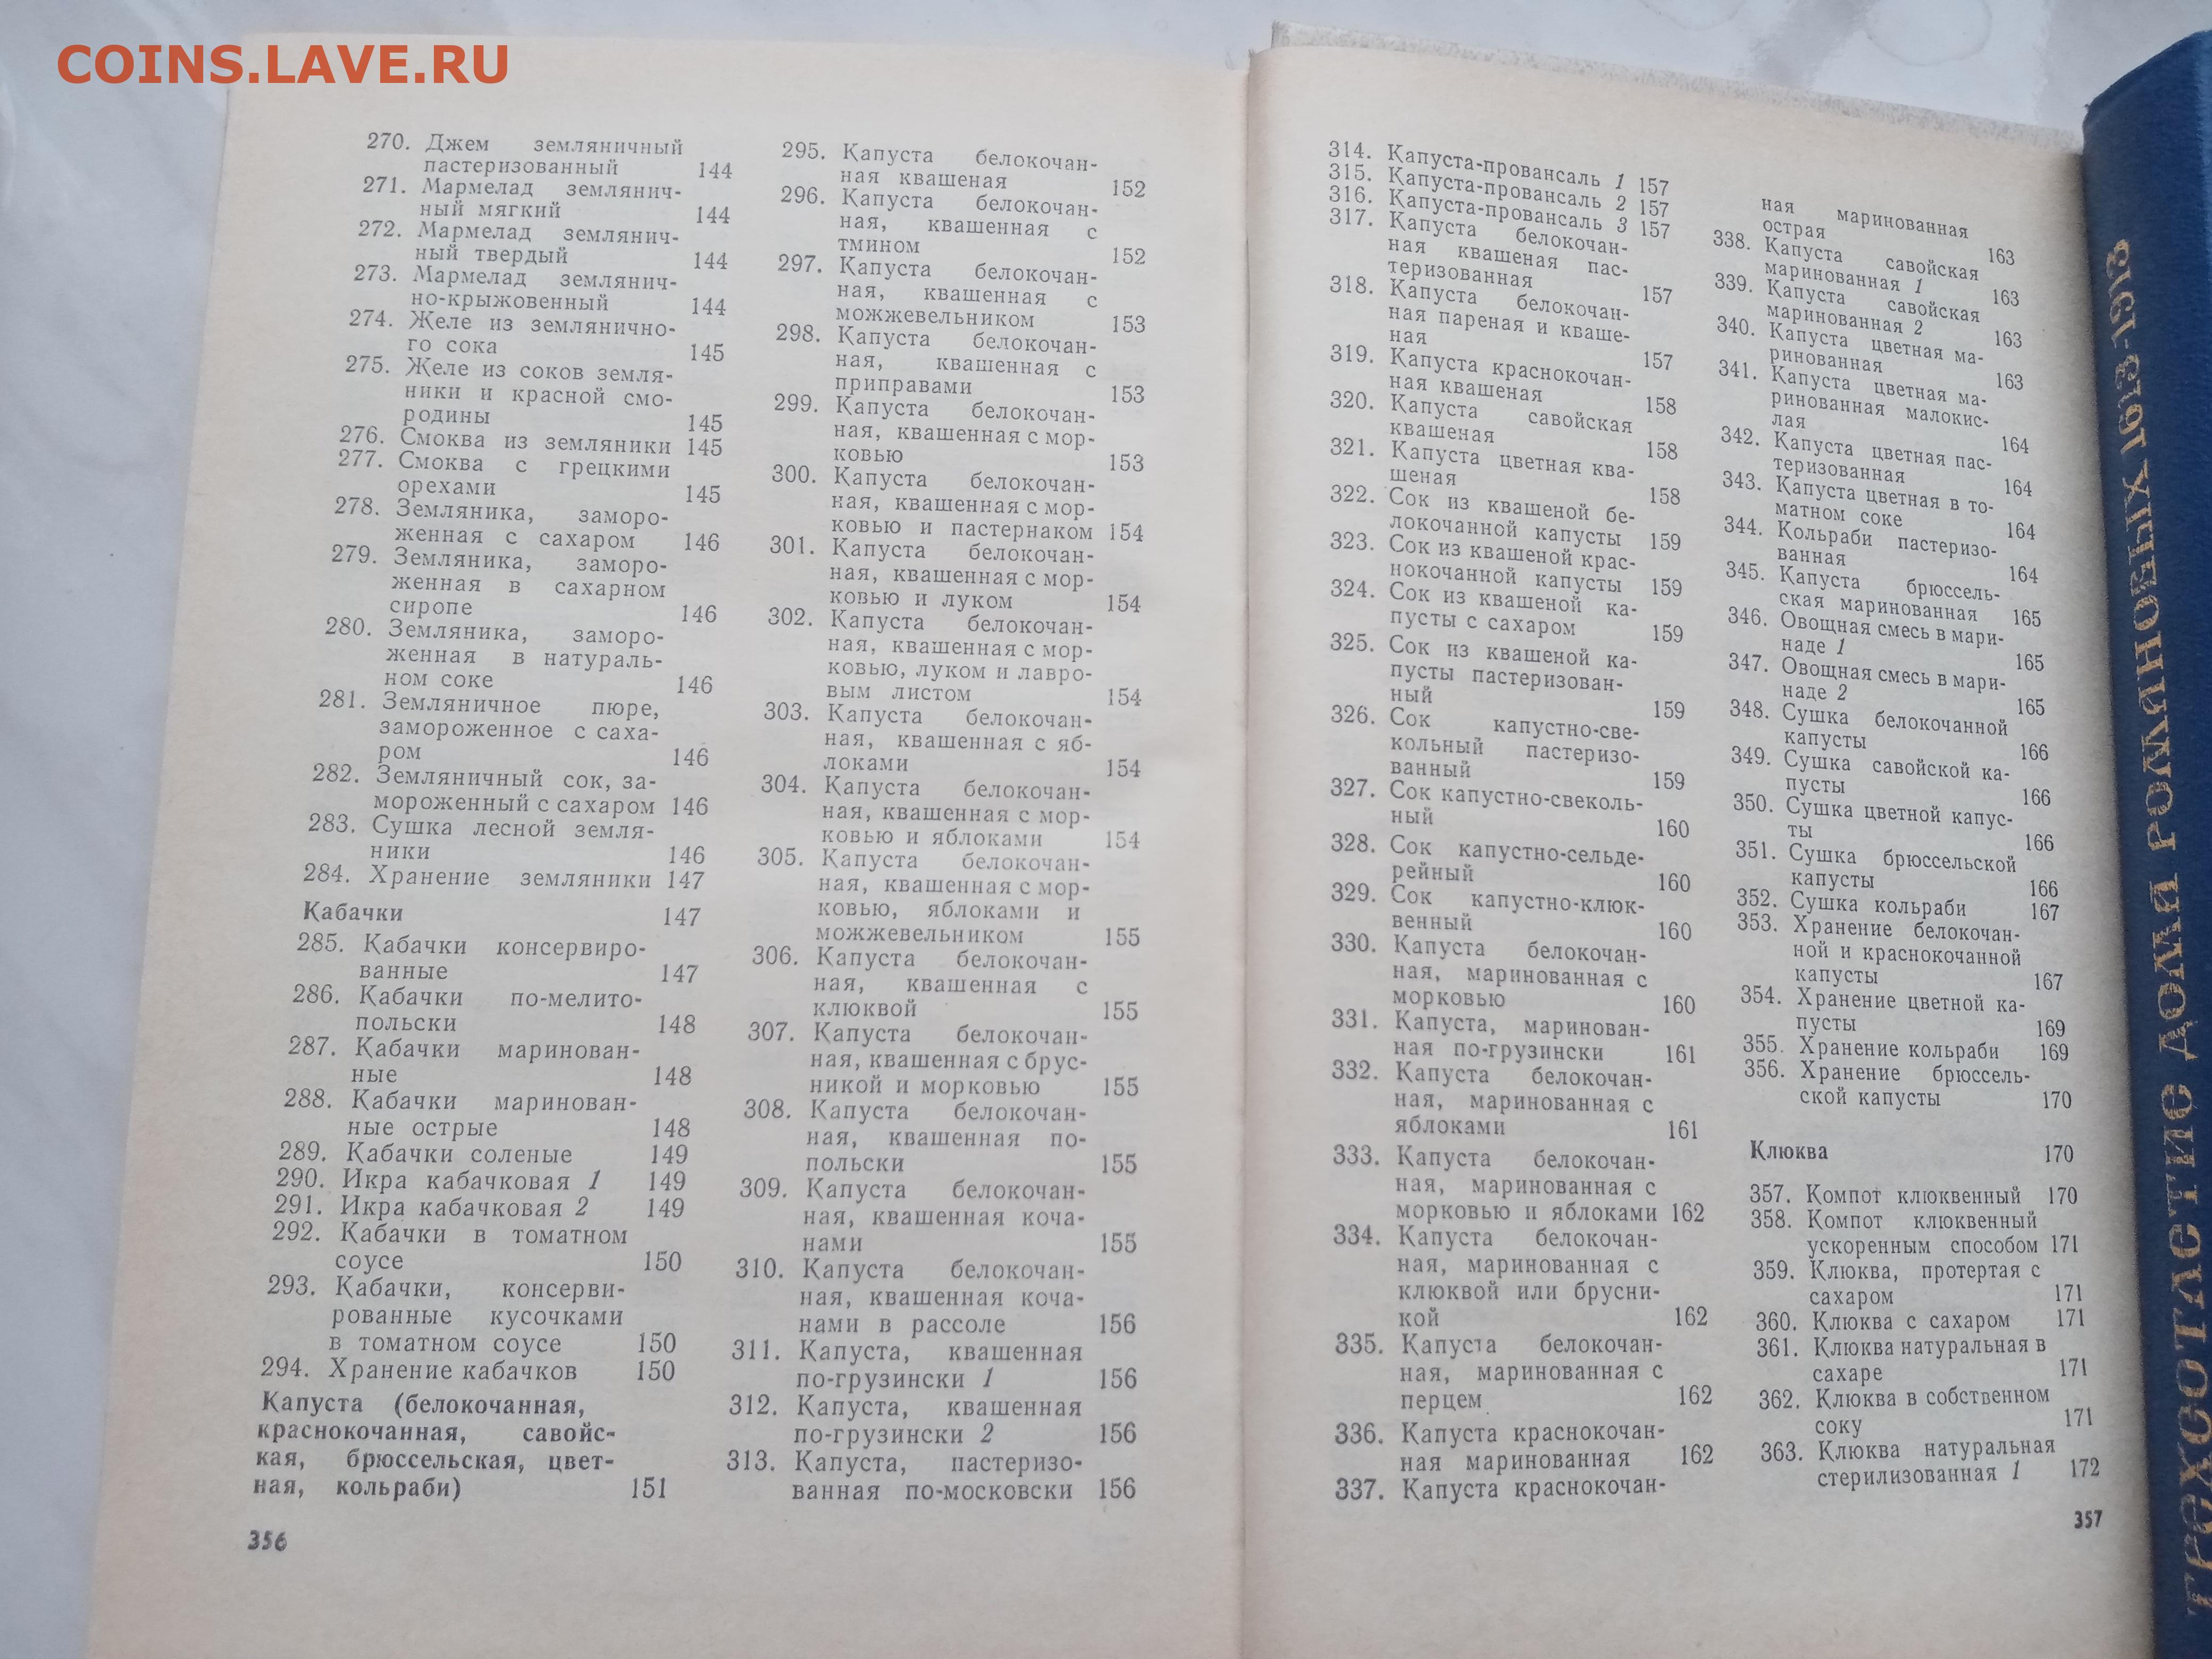 COINS.LAVE.RU
270. Джем земляничный
пастеризованный 144
271. Мармелад землянич-
ный мягкий 144
272. Мармелад землянич-
ный твердый 144
273. Мармелад землянич-
но-крыжовенный 144
274. Желе из землянично-
го сока 145
275. Желе из соков земля-
ники и красной смо-
родины 145
276. Смоква из земляники 145
277. Смоква с грецкими
орехами 145
278. Земляника, заморо-
женная с сахаром 146
279. Земляника, заморо-
женная в сахарном
сиропе 146
280. Земляника, заморо-
женная в натураль-
ном соке 146
281. Земляничное пюре,
замороженное с саха-
ром 146
282. Земляничный сок, за-
мороженный с сахаром 146
283. Сушка лесной земля-
ники 146
284. Хранение земляники 147
Кабачки 147
285. Кабачки консервиро-
ванные 147
286. Кабачки по-мелито-
польски 148
287. Кабачки маринован-
ные 148
288. Кабачки маринован-
ные острые 148
289. Кабачки соленые 149
290. Икра кабачковая 1 149
291. Икра кабачковая 2 149
292. Кабачки в томатном
соусе 150
293. Кабачки, консерви-
рованные кусочками
в томатном соусе 150
294. Хранение кабачков 150
Капуста (белокочанная,
краснокочанная, савойс-
кая, брюссельская, цвет-
ная, кольраби) 151
356
295. Капуста белокочан-
ная квашеная 152
296. Капуста белокочан-
ная, квашенная с
тмином 152
297. Капуста белокочан-
ная, квашенная с
можжевельником 153
298. Капуста белокочан-
ная, квашенная с
приправами 153
299. Капуста белокочан-
ная, квашенная с мор-
ковью 153
300. Капуста белокочан-
ная, квашенная с мор-
ковью и пастернаком 154
301. Капуста белокочан-
ная, квашенная с мор-
ковью и луком 154
302. Капуста белокочан-
ная, квашенная с мор-
ковью, луком и лавро-
вым листом 154
303. Капуста белокочан-
ная, квашенная с яб-
локами 154
304. Капуста белокочан-
ная, квашенная с мор-
ковью и яблоками 154
305. Капуста белокочан-
ная, квашенная с мор-
ковью, яблоками и
можжевельником 155
306. Капуста белокочан-
ная, квашенная с
клюквой 155
307. Капуста белокочан-
ная, квашенная с брус-
никой и морковью 155
308. Капуста белокочан-
ная, квашенная по-
польски 155
309. Капуста белокочан-
ная, квашенная коча-
нами 155
310. Капуста белокочан-
ная, квашенная коча-
нами в рассоле 156
311. Капуста, квашенная
по-грузински 1 156
312. Капуста, квашенная
по-грузински 2 156
313. Капуста, пастеризо-
ванная по-московски 156
314. Капуста-провансаль 1 157
315. Капуста-провансаль 2 157
316. Капуста-провансаль 3 157
317. Капуста белокочан-
ная квашеная пас-
теризованная 157
318. Капуста белокочан-
ная пареная и кваше-
ная 157
319. Капуста краснокочан-
ная квашеная 158
320. Капуста савойская
квашеная 158
321. Капуста цветная ква-
шеная 158
322. Сок из квашеной бе-
локочанной капусты 159
323. Сок из квашеной крас-
нокочанной капусты 159
324. Сок из квашеной ка-
пусты с сахаром 159
325. Сок из квашеной ка-
пусты пастеризован-
ный 159
326. Сок капустно-све-
кольный пастеризо-
ванный 159
327. Сок капустно-свеколь-
ный 160
328. Сок капустно-сельде-
рейный 160
329. Сок капустно-клюк-
венный 160
330. Капуста белокочан-
ная, маринованная с
морковью 160
331. Капуста, маринован-
ная по-грузински 161
332. Капуста белокочан-
ная, маринованная с
яблоками 161
333. Капуста белокочан-
ная, маринованная с
морковью и яблоками 162
334. Капуста белокочан-
ная, маринованная с
клюквой или брусни-
кой 162
335. Капуста белокочан-
ная, маринованная с
перцем 162
336. Капуста краснокочан-
ная маринованная 162
337. Капуста краснокочан-
ная маринованная
острая 163
338. Капуста савойская
маринованная 1 163
339. Капуста савойская
маринованная 2 163
340. Капуста цветная ма-
ринованная 163
341. Капуста цветная ма-
ринованная малокис-
лая 164
342. Капуста цветная пас-
теризованная 164
343. Капуста цветная в то-
матном соке 164
344. Кольраби пастеризо-
ванная 164
345. Капуста брюссель-
ская маринованная 165
346. Овощная смесь в мари-
наде 1 165
347. Овощная смесь в мари-
наде 2 165
348. Сушка белокочанной
капусты 166
349. Сушка савойской ка-
пусты 166
350. Сушка цветной капус-
ты 166
351. Сушка брюссельской
капусты 166
352. Сушка кольраби 167
353. Хранение белокочан-
ной и краснокочанной
капусты 167
354. Хранение цветной ка-
пусты 169
355. Хранение кольраби 169
356. Хранение брюссель-
ской капусты 170
Клюква 170
357. Компот клюквенный 170
358. Компот клюквенный
ускоренным способом 171
359. Клюква, протертая с
сахаром 171
360. Клюква с сахаром 171
361. Клюква натуральная в
сахаре 171
362. Клюква в собственном
соку 171
363. Клюква натуральная
стерилизованная 1 172
357
трехсотлетие дома романовых 1613-1913